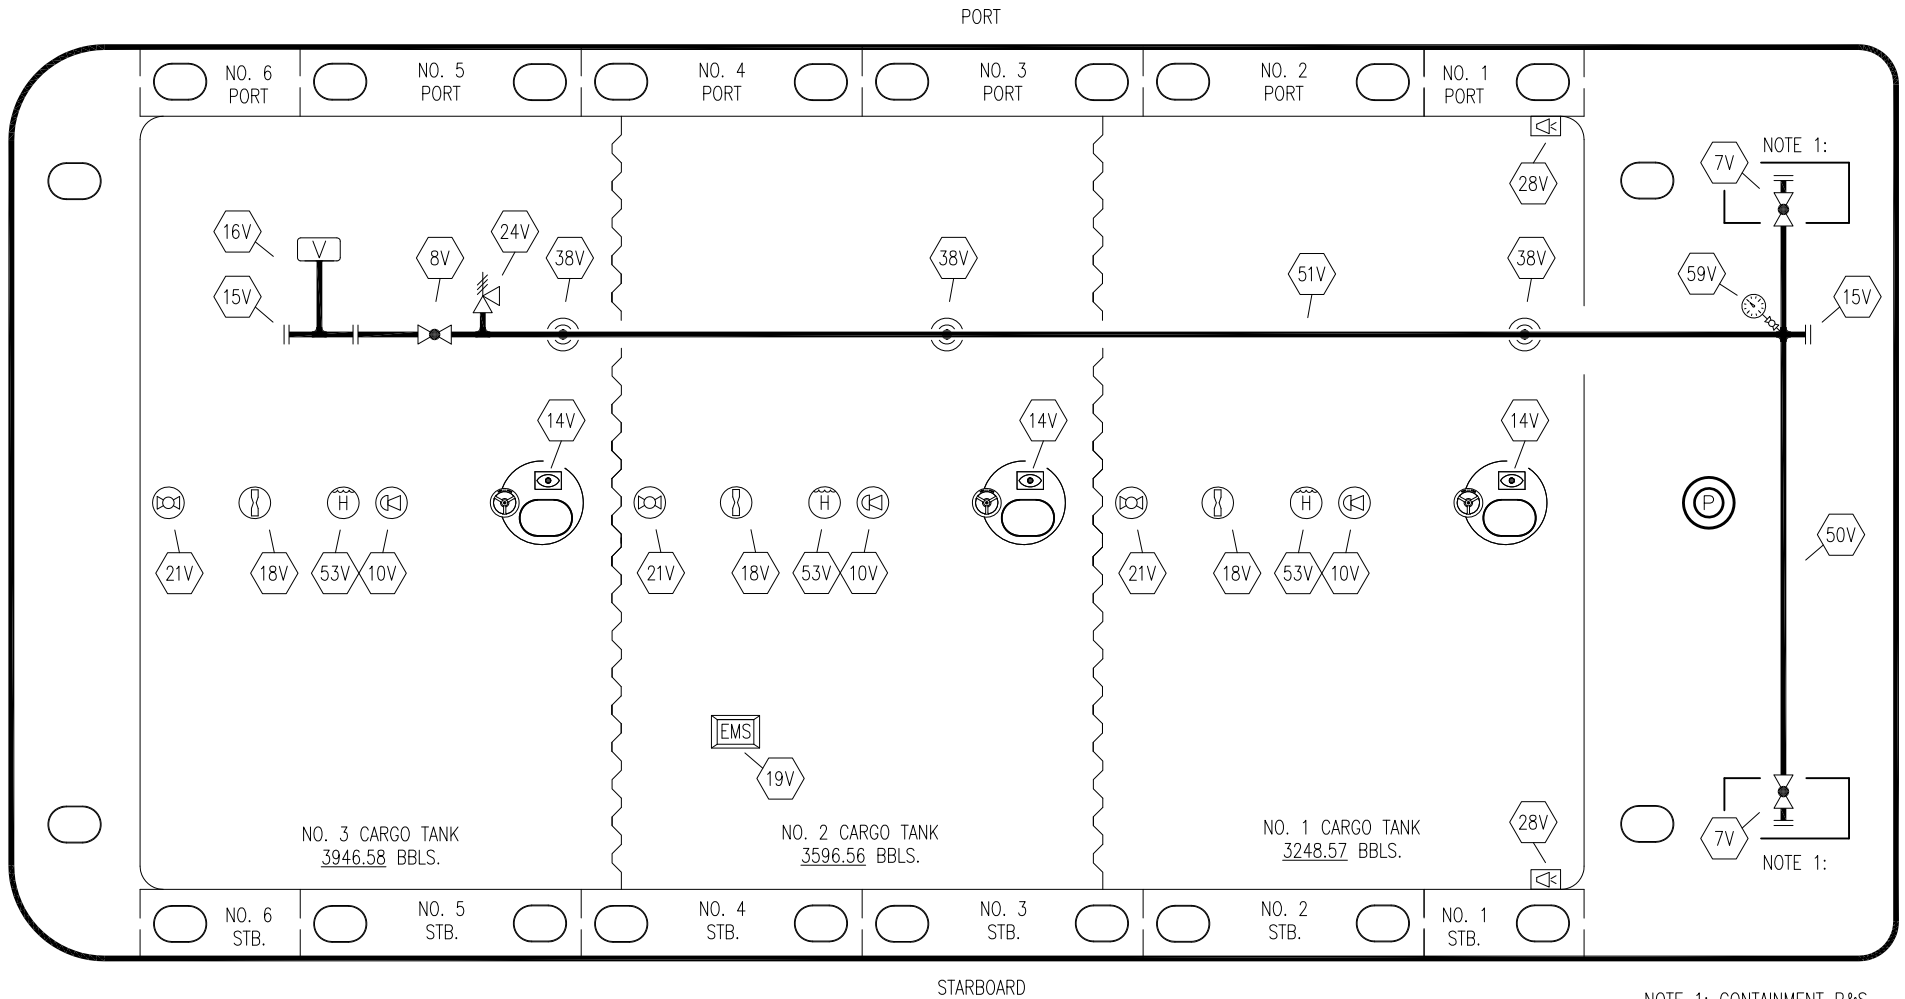 PORT
NO. 6
PORT
NO. 5
PORT
NO. 4
PORT
NO. 3
PORT
NO. 2
PORT
NO. 1
PORT
28V
7V
NOTE 1:
16V
V
15V
8V
24V
38V
38V
51V
38V
59V
15V
14V
14V
14V
H
H
H
P
21V
18V
53V
10V
21V
18V
53V
10V
21V
18V
53V
10V
50V
EMS
19V
NO. 3 CARGO TANK
3946.58 BBLS.
NO. 2 CARGO TANK
3596.56 BBLS.
NO. 1 CARGO TANK
3248.57 BBLS.
28V
7V
NOTE 1:
NO. 6
STB.
NO. 5
STB.
NO. 4
STB.
NO. 3
STB.
NO. 2
STB.
NO. 1
STB.
STARBOARD
NOTE 1: CONTAINMENT